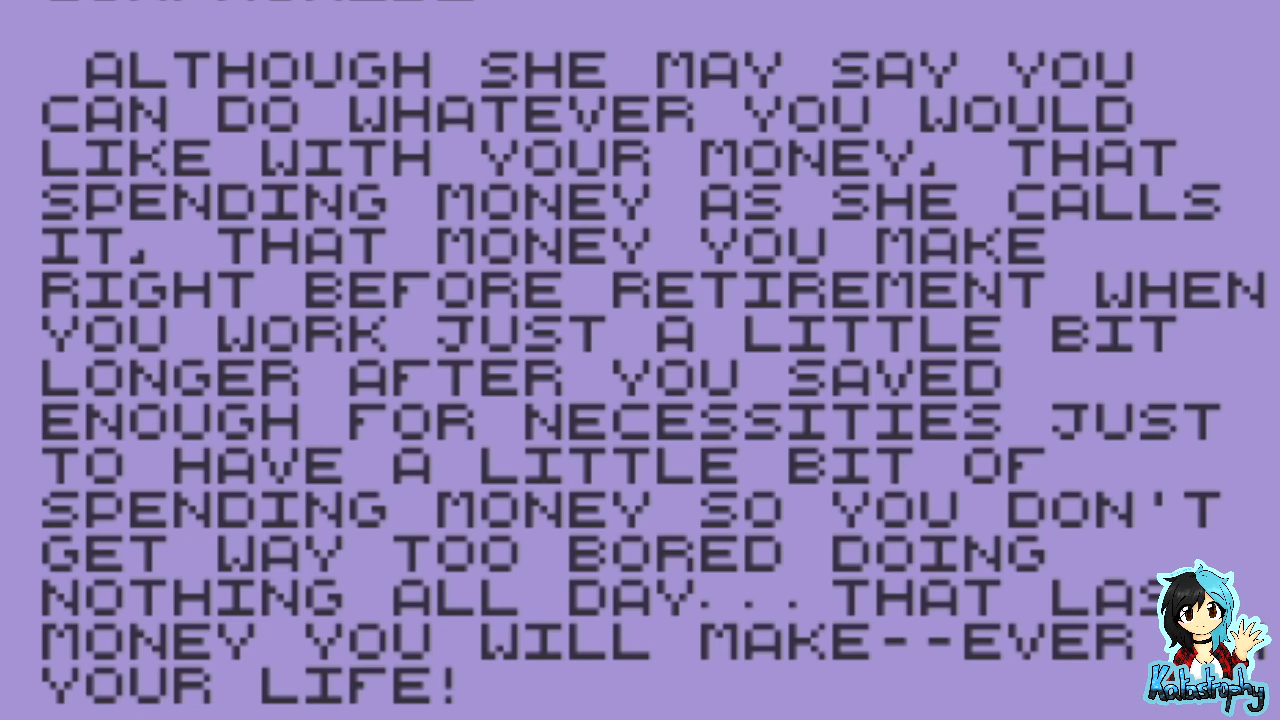 ALTHOUGH SHE MAY SAY YOU
CAN DO WHATEVER YOU WOULD
LIKE WITH YOUR MONEY, THAT
SPENDING MONEY AS SHE CALLS
IT, THAT MONEY YOU MAKE
RIGHT BEFORE RETIREMENT WHEN
YOU WORK JUST A LITTLE BIT
LONGER AFTER YOU SAVED
ENOUGH FOR NECESSITIES JUST
TO HAVE A LITTLE BIT OF
SPENDING MONEY SO YOU DON'T
GET WAY TOO BORED DOING
NOTHING ALL DAY... THAT LAS
MONEY YOU WILL MAKE--EVER
YOUR LIFE!
Katastrophy